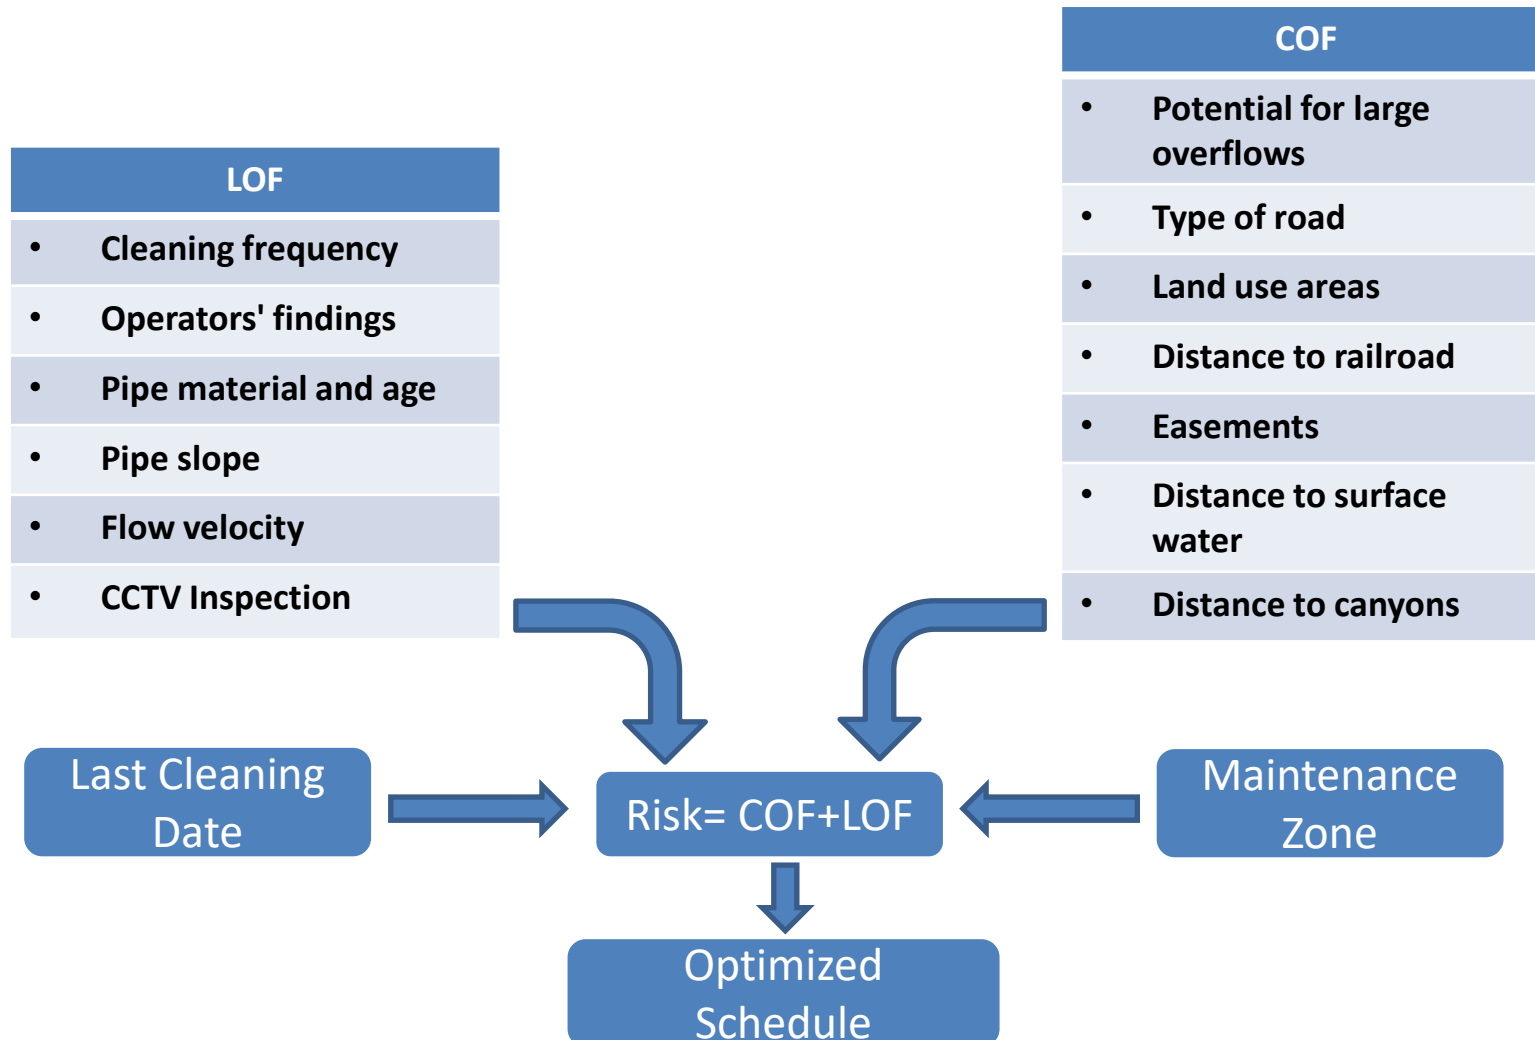 LOF
• Cleaning frequency
• Operators' findings
• Pipe material and age
• Pipe slope
• Flow velocity
• CCTV Inspection
COF
• Potential for large
overflows
• Type of road
• Land use areas
• Distance to railroad
• Easements
• Distance to surface
water
• Distance to canyons
Last Cleaning
Date
Risk= COF+LOF
Maintenance
Zone
Optimized
Schedule